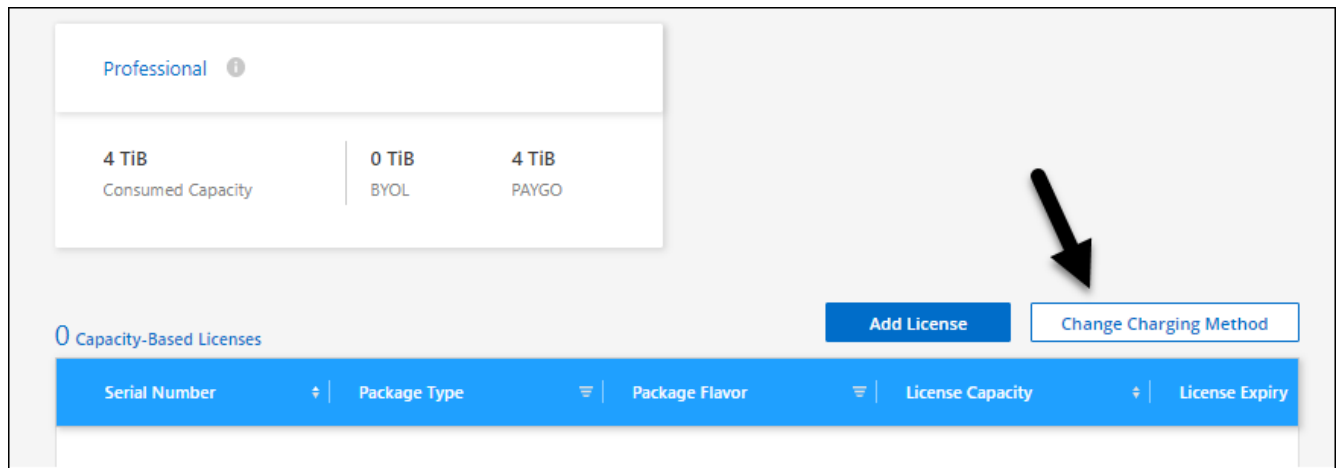 Professional
4 TiB 0 TiB 4 TiB
Consumed Capacity BYOL PAYGO
Add License Change Charging Method
0 Capacity-Based Licenses
Serial Number Package Type Package Flavor License Capacity License Expiry